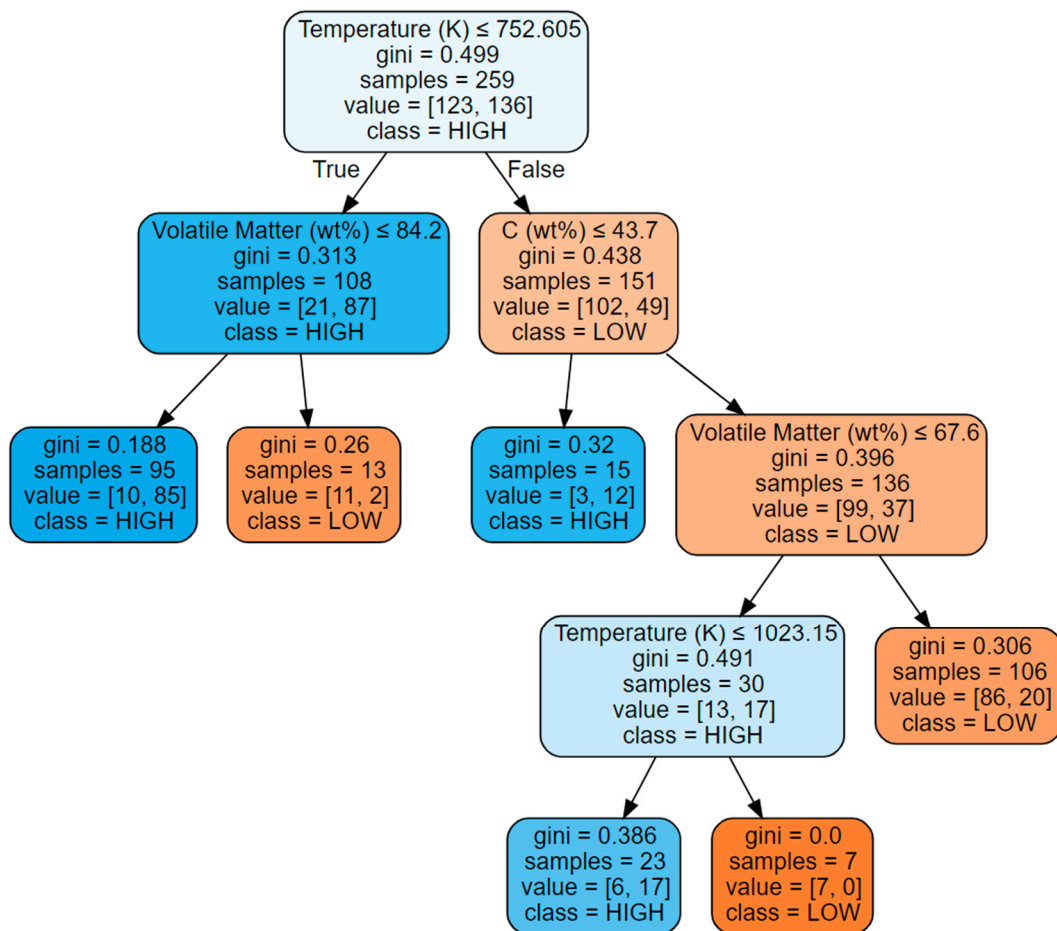 Temperature (K) ≤ 752.605
gini = 0.499
samples = 259
value = [123, 136]
class = HIGH
True
False
Volatile Matter (wt%) ≤ 84.2
gini = 0.313
samples = 108
value = [21, 87]
class = HIGH
C (wt%) ≤ 43.7
gini = 0.438
samples = 151
value = [102, 49]
class = LOW
gini = 0.188
samples = 95
value = [10, 85]
class = HIGH
gini = 0.26
samples = 13
value = [11, 2]
class = LOW
gini = 0.32
samples = 15
value = [3, 12]
class = HIGH
Volatile Matter (wt%) ≤ 67.6
gini = 0.396
samples = 136
value = [99, 37]
class = LOW
Temperature (K) ≤ 1023.15
gini = 0.491
samples = 30
value = [13, 17]
class = HIGH
gini = 0.306
samples = 106
value = [86, 20]
class = LOW
gini = 0.386
samples = 23
value = [6, 17]
class = HIGH
gini = 0.0
samples = 7
value = [7, 0]
class = LOW